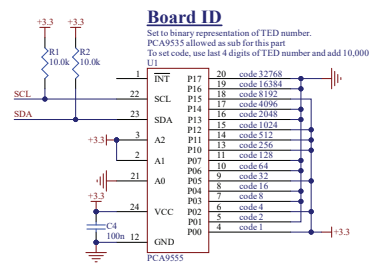 Board ID
Set to binary representation of TED number.
PCA9535 allowed as sub for this part
To set code, use last 4 digits of TED number and add 10,000
+3.3 +3.3
R1 R2
10.0k 10.0k
U1
1 INT P17 20 code 32768
P16 19 code 16384
SCL 22 SCL P15 18 code 8192
P14 17 code 4096
SDA 23 SDA P13 16 code 2048
P12 15 code 1024
+3.3 3 A2 P11 14 code 512
P10 13 code 256
2 A1 P07 11 code 128
P06 10 code 64
21 A0 P05 9 code 32
P04 8 code 16
+3.3 P03 7 code 8
24 VCC P02 6 code 4
C4 P01 5 code 2
100n 12 GND P00 4 code 1 +3.3
PCA9555